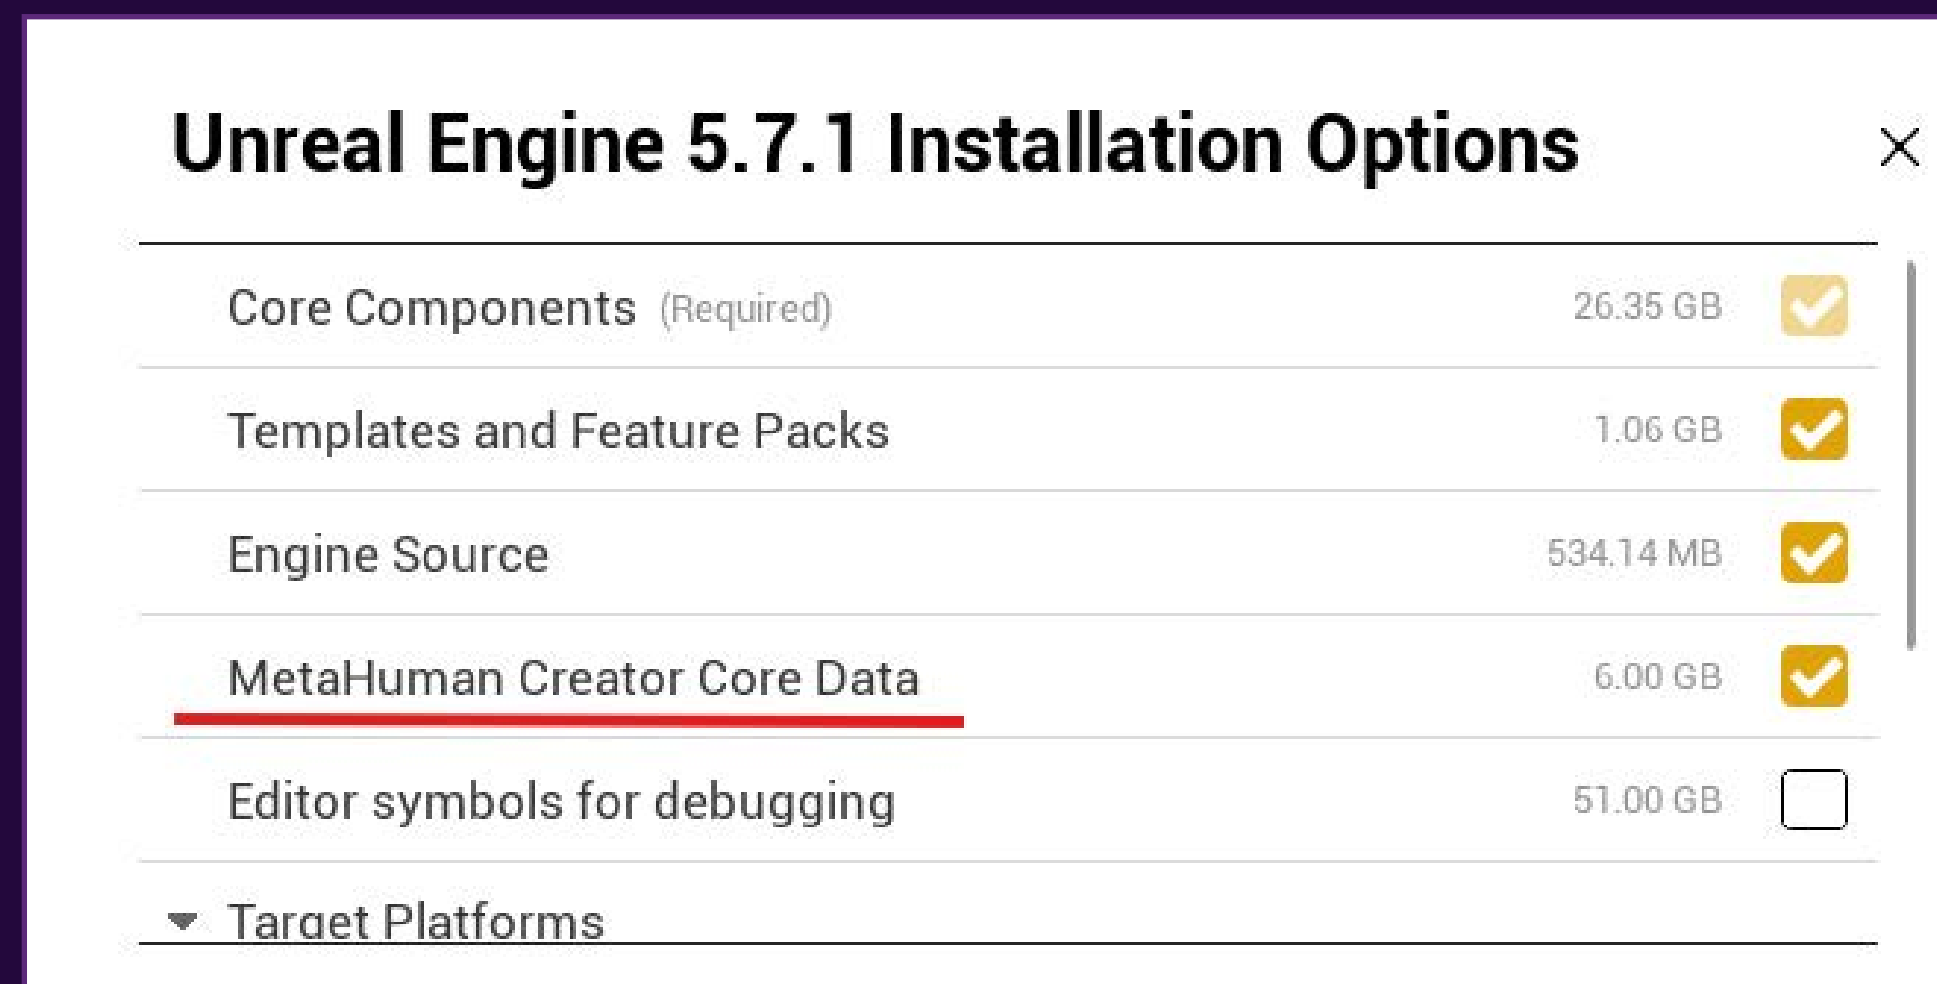 Unreal Engine 5.7.1 Installation Options
Core Components (Required) 26.35 GB
Templates and Feature Packs 1.06 GB
Engine Source 534.14 MB
MetaHuman Creator Core Data 6.00 GB
Editor symbols for debugging 51.00 GB
Target Platforms